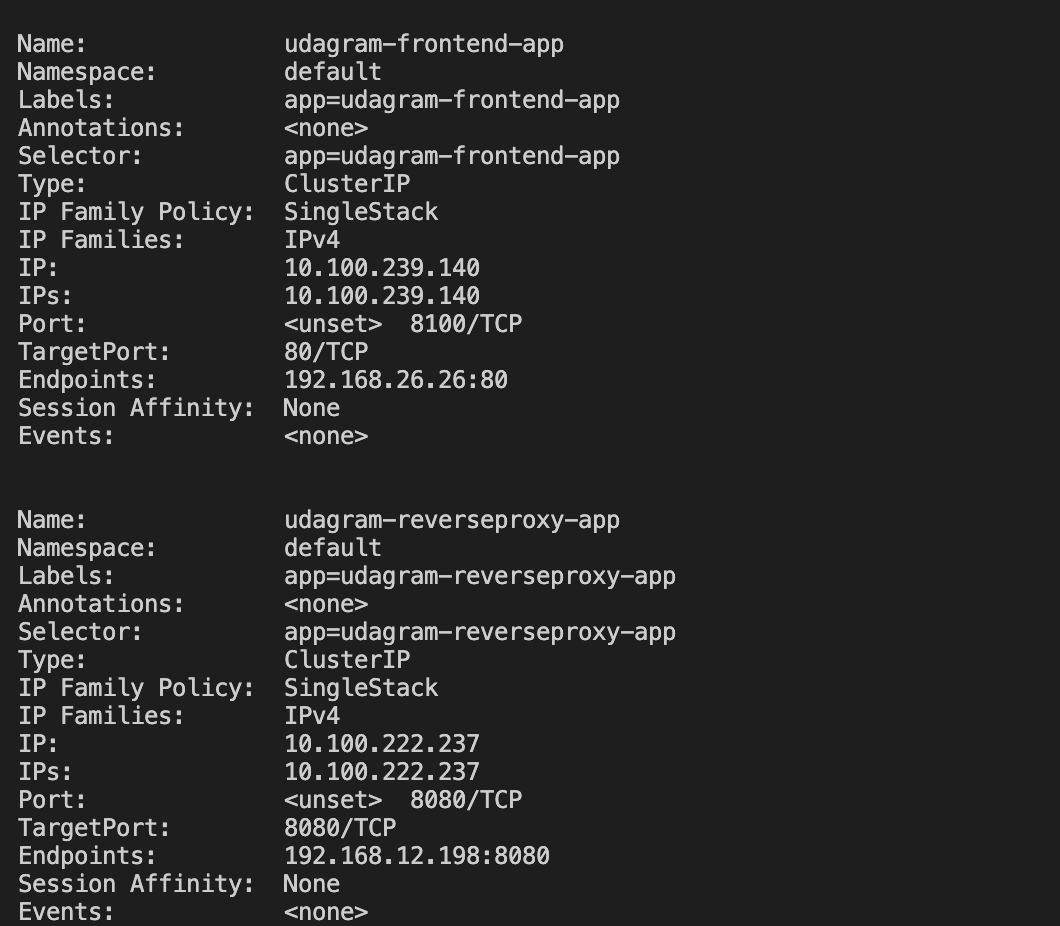 Name:              udagram-frontend-app
Namespace:         default
Labels:            app=udagram-frontend-app
Annotations:       <none>
Selector:          app=udagram-frontend-app
Type:              ClusterIP
IP Family Policy:  SingleStack
IP Families:       IPv4
IP:                10.100.239.140
IPs:               10.100.239.140
Port:              <unset>  8100/TCP
TargetPort:        80/TCP
Endpoints:         192.168.26.26:80
Session Affinity:  None
Events:            <none>
Name:              udagram-reverseproxy-app
Namespace:         default
Labels:            app=udagram-reverseproxy-app
Annotations:       <none>
Selector:          app=udagram-reverseproxy-app
Type:              ClusterIP
IP Family Policy:  SingleStack
IP Families:       IPv4
IP:                10.100.222.237
IPs:               10.100.222.237
Port:              <unset>  8080/TCP
TargetPort:        8080/TCP
Endpoints:         192.168.12.198:8080
Session Affinity:  None
Events:            <none>